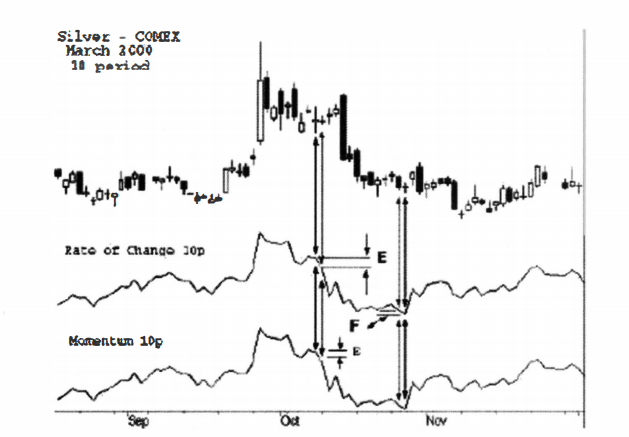 Silver - COMEX
March 2000
10 period
Rate of Change 10p
E
F
Momentum 10p
E
Sep
Oct
Nov